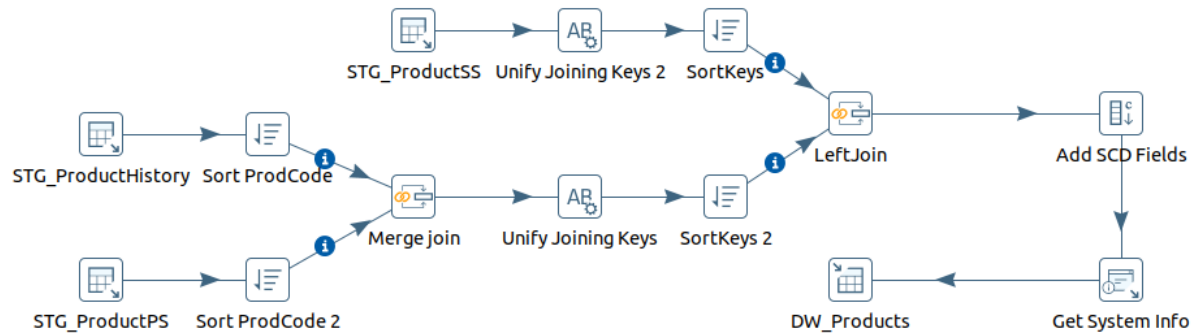 STG_ProductSS
Unify Joining Keys 2
SortKeys
STG_ProductHistory
Sort ProdCode
LeftJoin
Add SCD Fields
Merge join
Unify Joining Keys
SortKeys 2
STG_ProductPS
Sort ProdCode 2
DW_Products
Get System Info